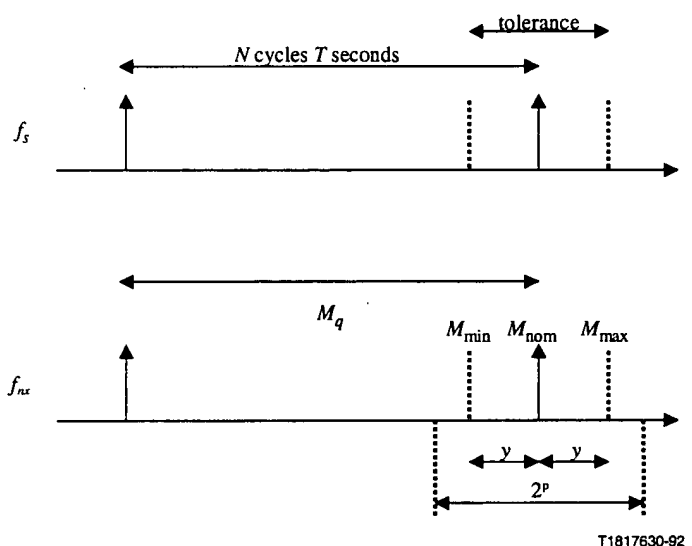 tolerance
N cycles T seconds
f_s
M_q
M_min M_nom M_max
f_nx
y y
2^p
T1817630-92